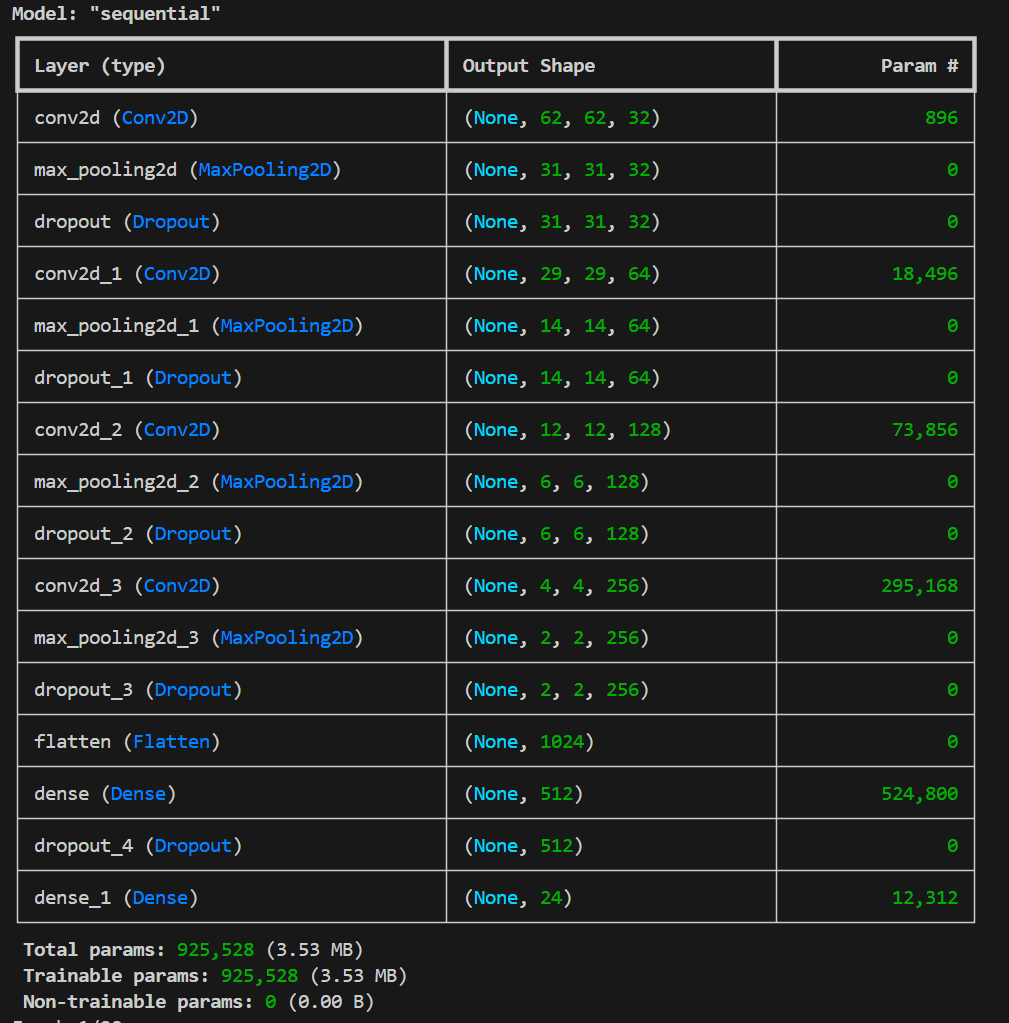 Model: "sequential"
Layer (type) Output Shape Param #
conv2d (Conv2D) (None, 62, 62, 32) 896
max_pooling2d (MaxPooling2D) (None, 31, 31, 32) 0
dropout (Dropout) (None, 31, 31, 32) 0
conv2d_1 (Conv2D) (None, 29, 29, 64) 18,496
max_pooling2d_1 (MaxPooling2D) (None, 14, 14, 64) 0
dropout_1 (Dropout) (None, 14, 14, 64) 0
conv2d_2 (Conv2D) (None, 12, 12, 128) 73,856
max_pooling2d_2 (MaxPooling2D) (None, 6, 6, 128) 0
dropout_2 (Dropout) (None, 6, 6, 128) 0
conv2d_3 (Conv2D) (None, 4, 4, 256) 295,168
max_pooling2d_3 (MaxPooling2D) (None, 2, 2, 256) 0
dropout_3 (Dropout) (None, 2, 2, 256) 0
flatten (Flatten) (None, 1024) 0
dense (Dense) (None, 512) 524,800
dropout_4 (Dropout) (None, 512) 0
dense_1 (Dense) (None, 24) 12,312
Total params: 925,528 (3.53 MB)
Trainable params: 925,528 (3.53 MB)
Non-trainable params: 0 (0.00 B)